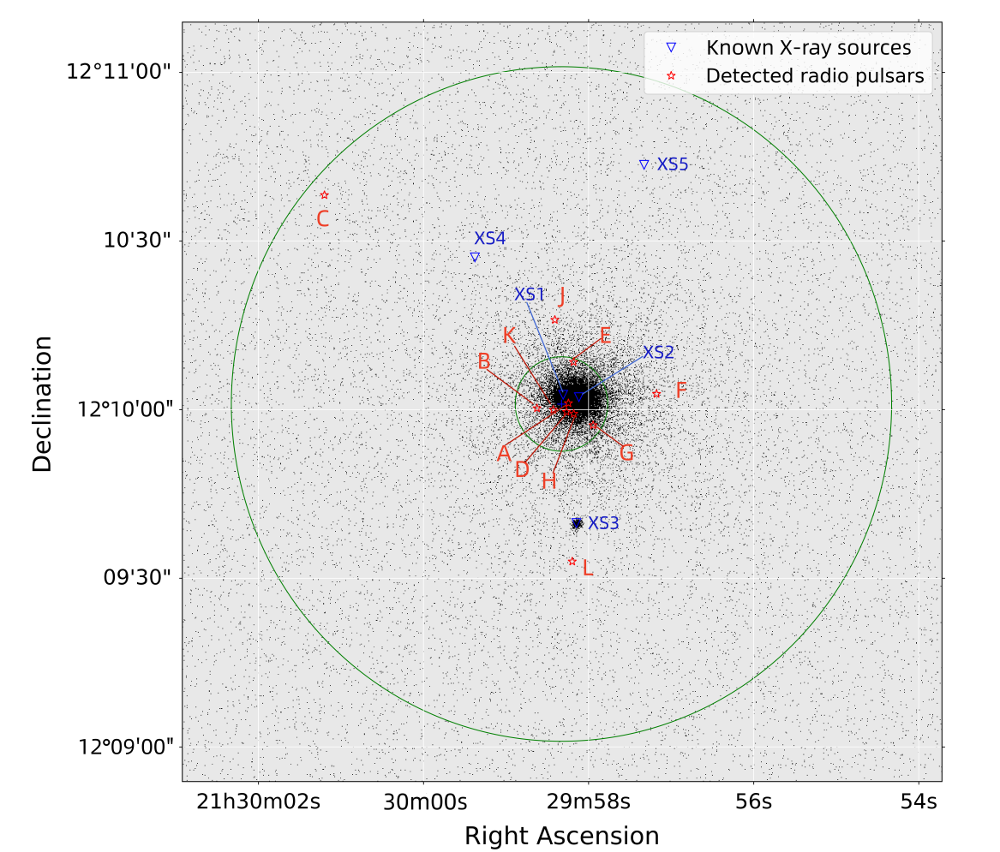 Known X-ray sources
Detected radio pulsars
12°11'00"
10'30"
12°10'00"
09'30"
12°09'00"
Declination
XS5
C
XS4
XS1
J
K
E
B
XS2
F
A
D
H
G
XS3
L
21h30m02s
30m00s
29m58s
56s
54s
Right Ascension